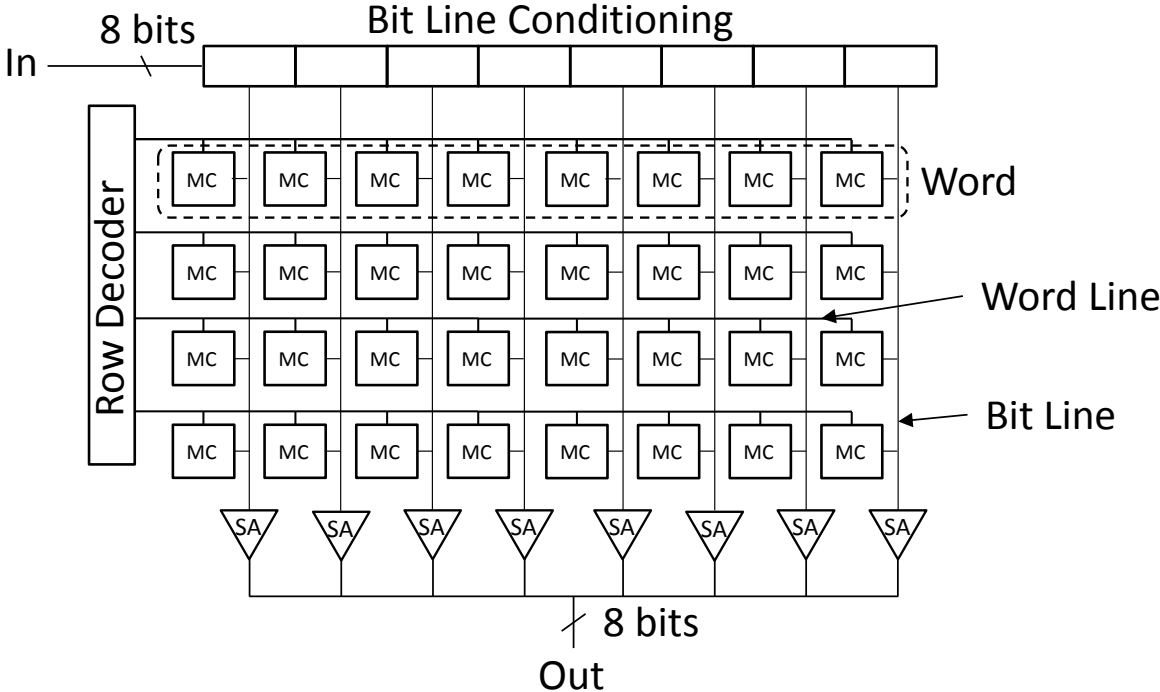 Bit Line Conditioning
8 bits
In
Row Decoder
MC MC MC MC MC MC MC MC
Word
MC MC MC MC MC MC MC MC
Word Line
MC MC MC MC MC MC MC MC
Bit Line
MC MC MC MC MC MC MC MC
SA SA SA SA SA SA SA SA
8 bits
Out